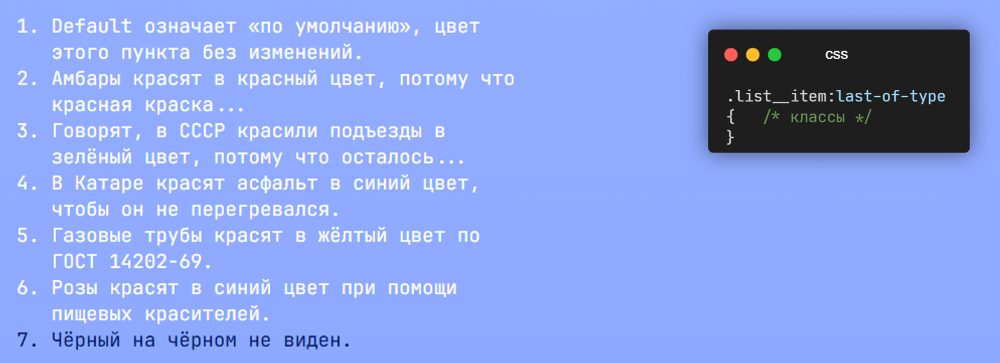 1. Default означает «по умолчанию», цвет
этого пункта без изменений.
2. Амбары красят в красный цвет, потому что
красная краска...
3. Говорят, в СССР красили подъезды в
зелёный цвет, потому что осталось...
4. В Катаре красят асфальт в синий цвет,
чтобы он не перегревался.
5. Газовые трубы красят в жёлтый цвет по
ГОСТ 14202-69.
6. Розы красят в синий цвет при помощи
пищевых красителей.
7. Чёрный на чёрном не виден.
css
.list__item:last-of-type
{   /* классы */
}